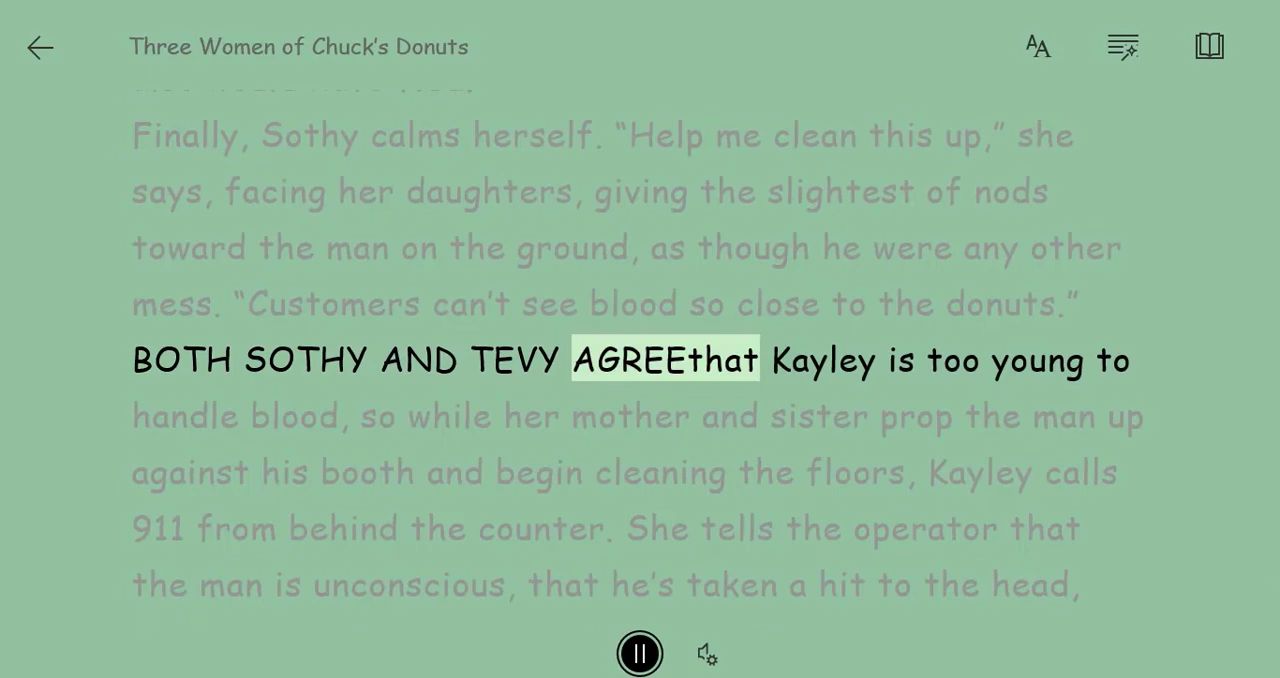 Three Women of Chuck's Donuts
Finally, Sothy calms herself. “Help me clean this up,” she
says, facing her daughters, giving the slightest of nods
toward the man on the ground, as though he were any other
mess. “Customers can’t see blood so close to the donuts.”
BOTH SOTHY AND TEVY AGREEthat Kayley is too young to
handle blood, so while her mother and sister prop the man up
against his booth and begin cleaning the floors, Kayley calls
911 from behind the counter. She tells the operator that
the man is unconscious, that he’s taken a hit to the head,